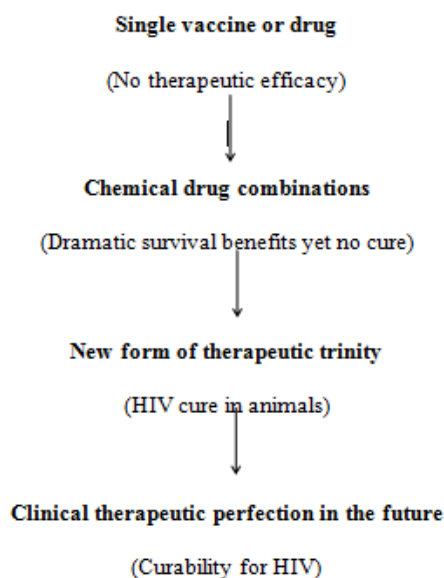 Single vaccine or drug
(No therapeutic efficacy)
Chemical drug combinations
(Dramatic survival benefits yet no cure)
New form of therapeutic trinity
(HIV cure in animals)
Clinical therapeutic perfection in the future
(Curability for HIV)